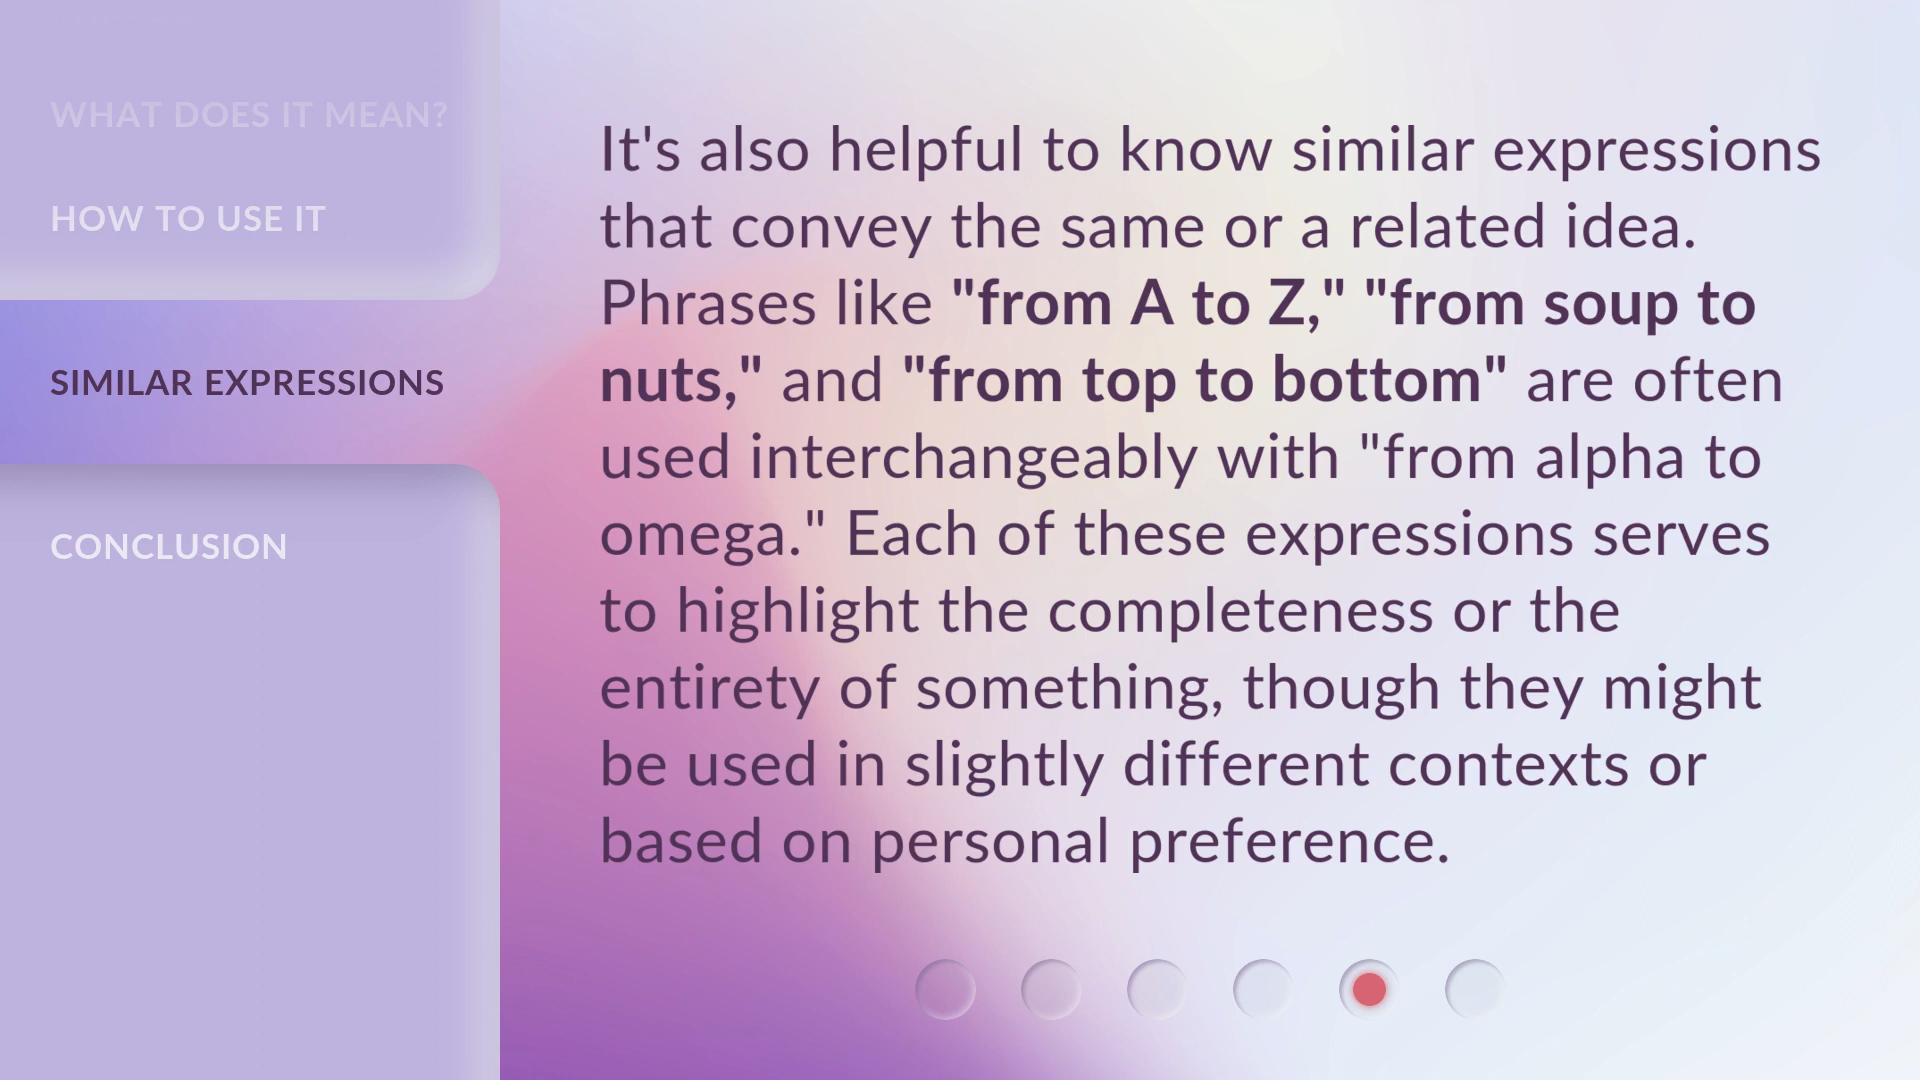 WHAT DOES IT MEAN?
HOW TO USE IT
SIMILAR EXPRESSIONS
CONCLUSION
It's also helpful to know similar expressions
that convey the same or a related idea.
Phrases like "from A to Z," "from soup to
nuts," and "from top to bottom" are often
used interchangeably with "from alpha to
omega." Each of these expressions serves
to highlight the completeness or the
entirety of something, though they might
be used in slightly different contexts or
based on personal preference.